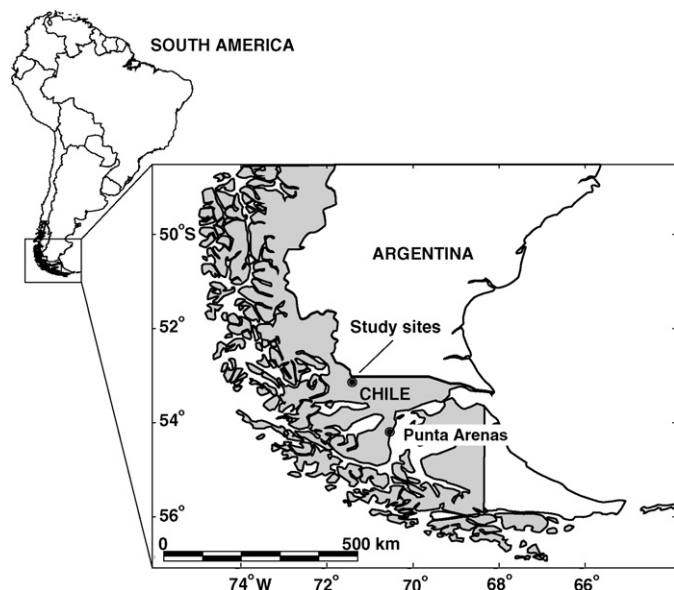 SOUTH AMERICA
50°S
ARGENTINA
52°
Study sites
CHILE
54°
Punta Arenas
56°
0 500 km
74°W 72° 70° 68° 66°